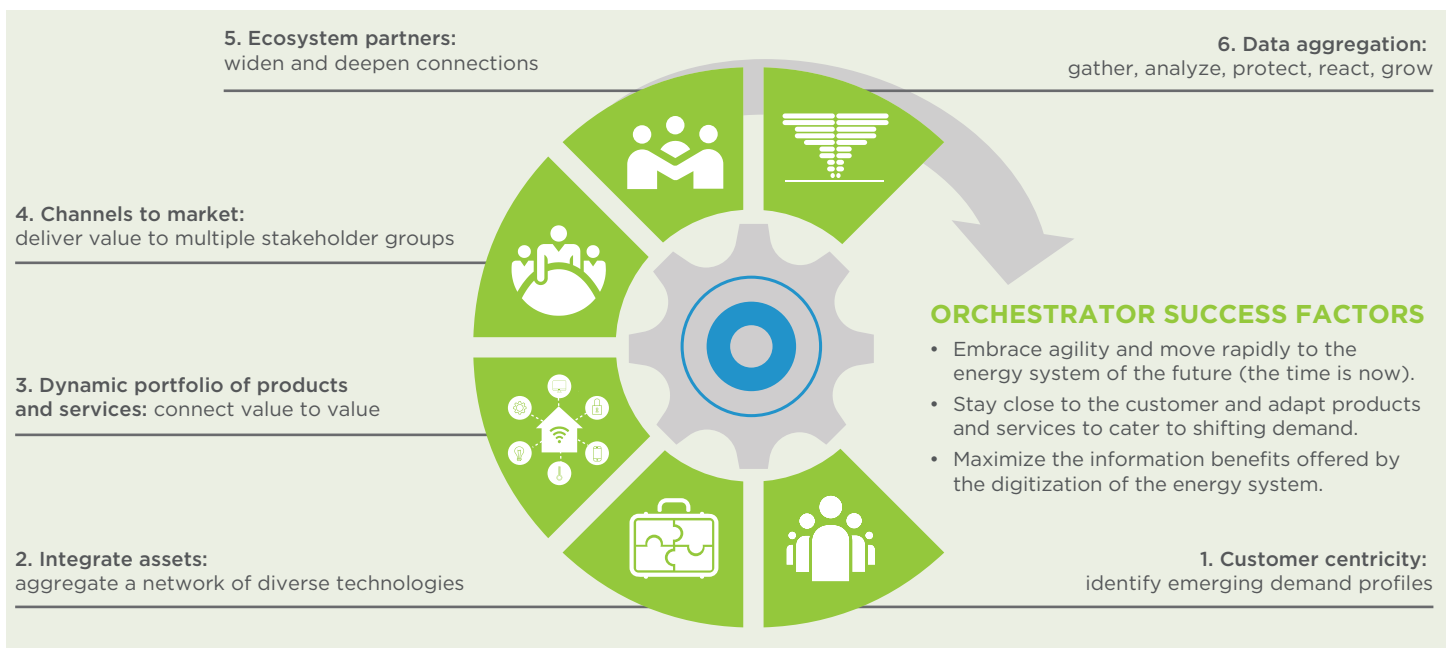 5. Ecosystem partners:
widen and deepen connections
6. Data aggregation:
gather, analyze, protect, react, grow
4. Channels to market:
deliver value to multiple stakeholder groups
3. Dynamic portfolio of products
and services: connect value to value
2. Integrate assets:
aggregate a network of diverse technologies
ORCHESTRATOR SUCCESS FACTORS
• Embrace agility and move rapidly to the
energy system of the future (the time is now).
• Stay close to the customer and adapt products
and services to cater to shifting demand.
• Maximize the information benefits offered by
the digitization of the energy system.
1. Customer centricity:
identify emerging demand profiles